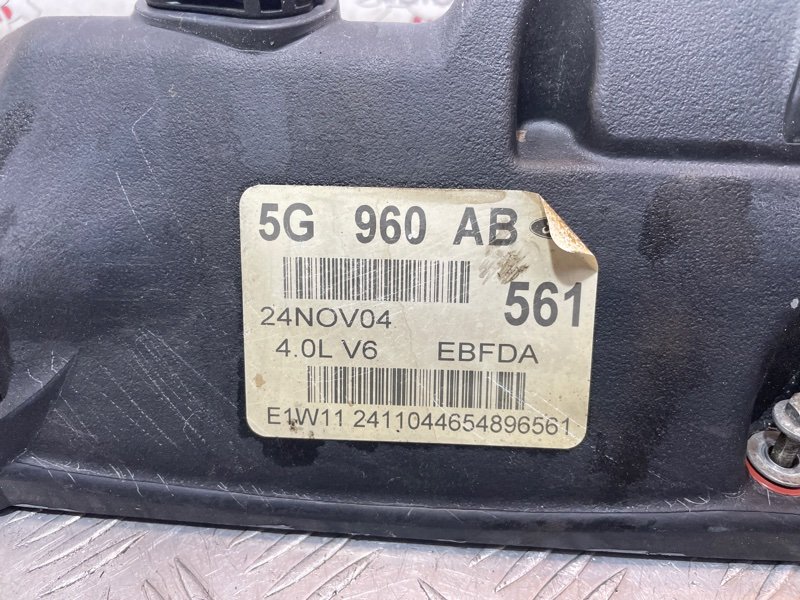 5G 960 AB
561
24NOV04
4.0L V6 EBFDA
E1W11 2411044654896561